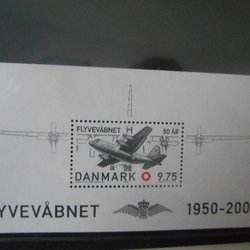 FLYVEVÅBNET 50 ÅR
DANMARK 9.75
YVEVÅBNET 1950-200